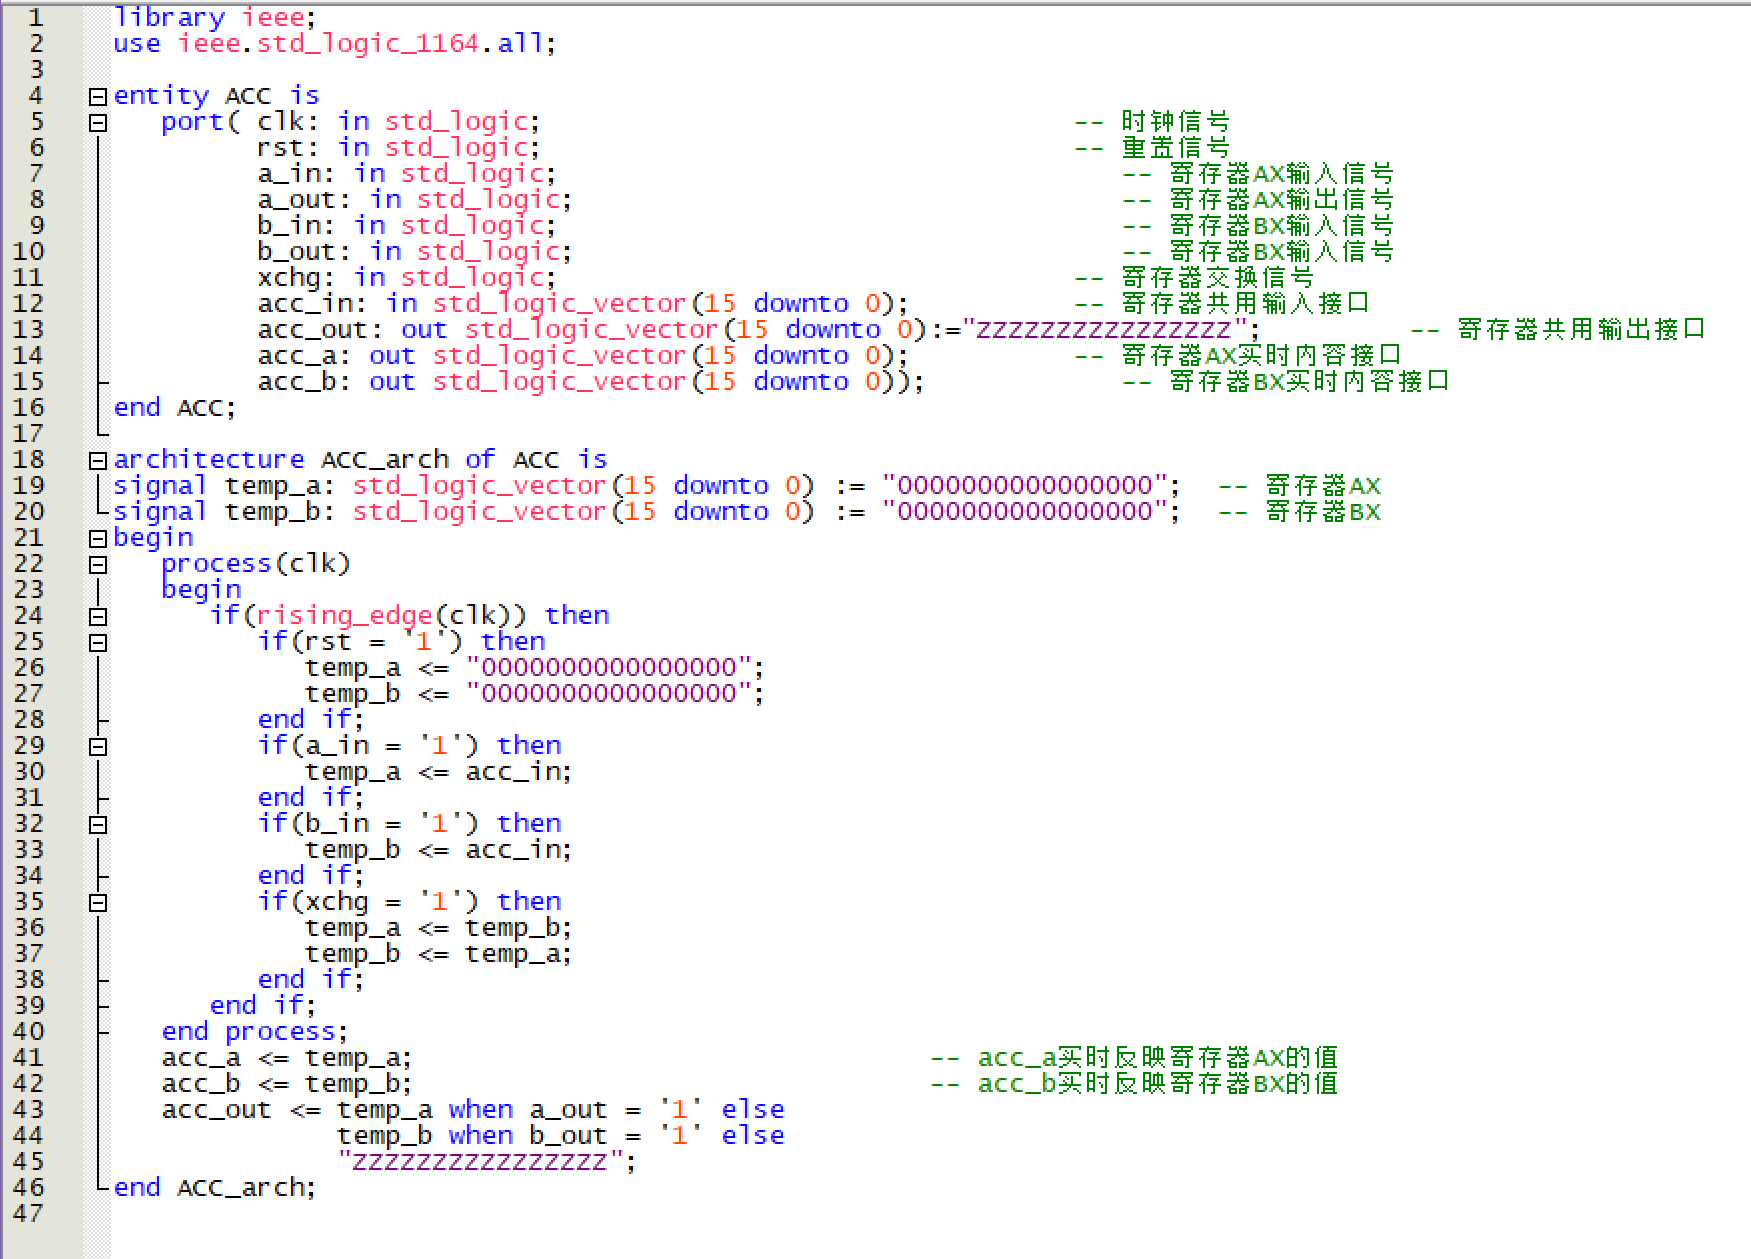 1 library ieee;
2 use ieee.std_logic_1164.all;
3
4 entity ACC is
5 port( clk: in std_logic; -- 时钟信号
6 rst: in std_logic; -- 重置信号
7 a_in: in std_logic; -- 寄存器AX输入信号
8 a_out: in std_logic; -- 寄存器AX输出信号
9 b_in: in std_logic; -- 寄存器BX输入信号
10 b_out: in std_logic; -- 寄存器BX输入信号
11 xchg: in std_logic; -- 寄存器交换信号
12 acc_in: in std_logic_vector(15 downto 0); -- 寄存器共用输入接口
13 acc_out: out std_logic_vector(15 downto 0):="ZZZZZZZZZZZZZZZZ"; -- 寄存器共用输出接口
14 acc_a: out std_logic_vector(15 downto 0); -- 寄存器AX实时内容接口
15 acc_b: out std_logic_vector(15 downto 0)); -- 寄存器BX实时内容接口
16 end ACC;
17
18 architecture ACC_arch of ACC is
19 signal temp_a: std_logic_vector(15 downto 0) := "0000000000000000"; -- 寄存器AX
20 signal temp_b: std_logic_vector(15 downto 0) := "0000000000000000"; -- 寄存器BX
21 begin
22 process(clk)
23 begin
24 if(rising_edge(clk)) then
25 if(rst = '1') then
26 temp_a <= "0000000000000000";
27 temp_b <= "0000000000000000";
28 end if;
29 if(a_in = '1') then
30 temp_a <= acc_in;
31 end if;
32 if(b_in = '1') then
33 temp_b <= acc_in;
34 end if;
35 if(xchg = '1') then
36 temp_a <= temp_b;
37 temp_b <= temp_a;
38 end if;
39 end if;
40 end process;
41 acc_a <= temp_a; -- acc_a实时反映寄存器AX的值
42 acc_b <= temp_b; -- acc_b实时反映寄存器BX的值
43 acc_out <= temp_a when a_out = '1' else
44 temp_b when b_out = '1' else
45 "ZZZZZZZZZZZZZZZZ";
46 end ACC_arch;
47